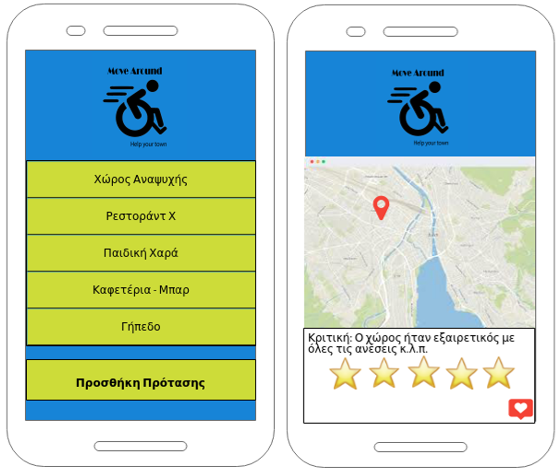 Move Around
Help your town
Χώρος Αναψυχής
Ρεστοράντ Χ
Παιδική Χαρά
Καφετέρια - Μπαρ
Γήπεδο
Προσθήκη Πρότασης
Move Around
Help your town
Κριτική: Ο χώρος ήταν εξαιρετικός με
όλες τις ανέσεις κ.λ.π.